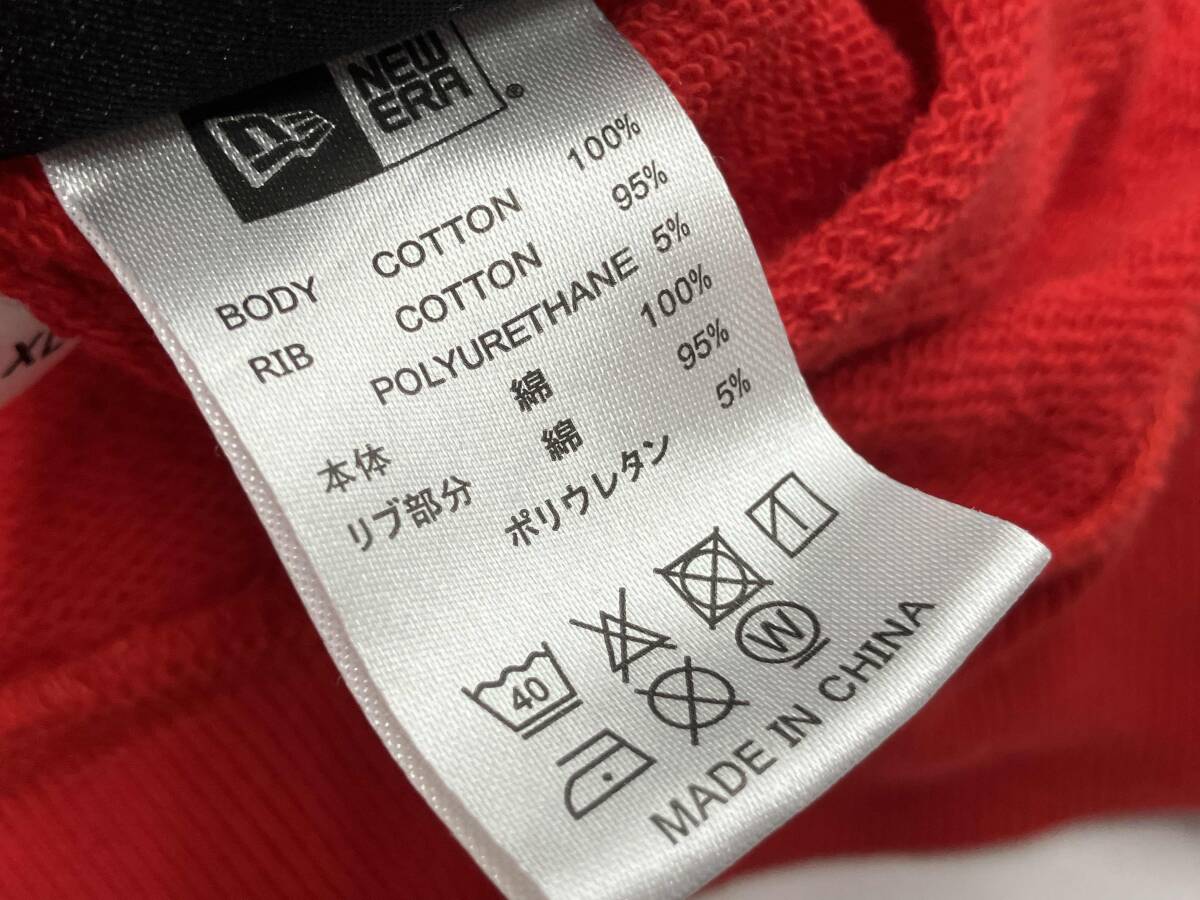 NEW
ERA
®
BODY COTTON 100%
RIB COTTON 95%
POLYURETHANE 5%
本体 綿 100%
リブ部分 綿 95%
ポリウレタン 5%
40
W
MADE IN CHINA